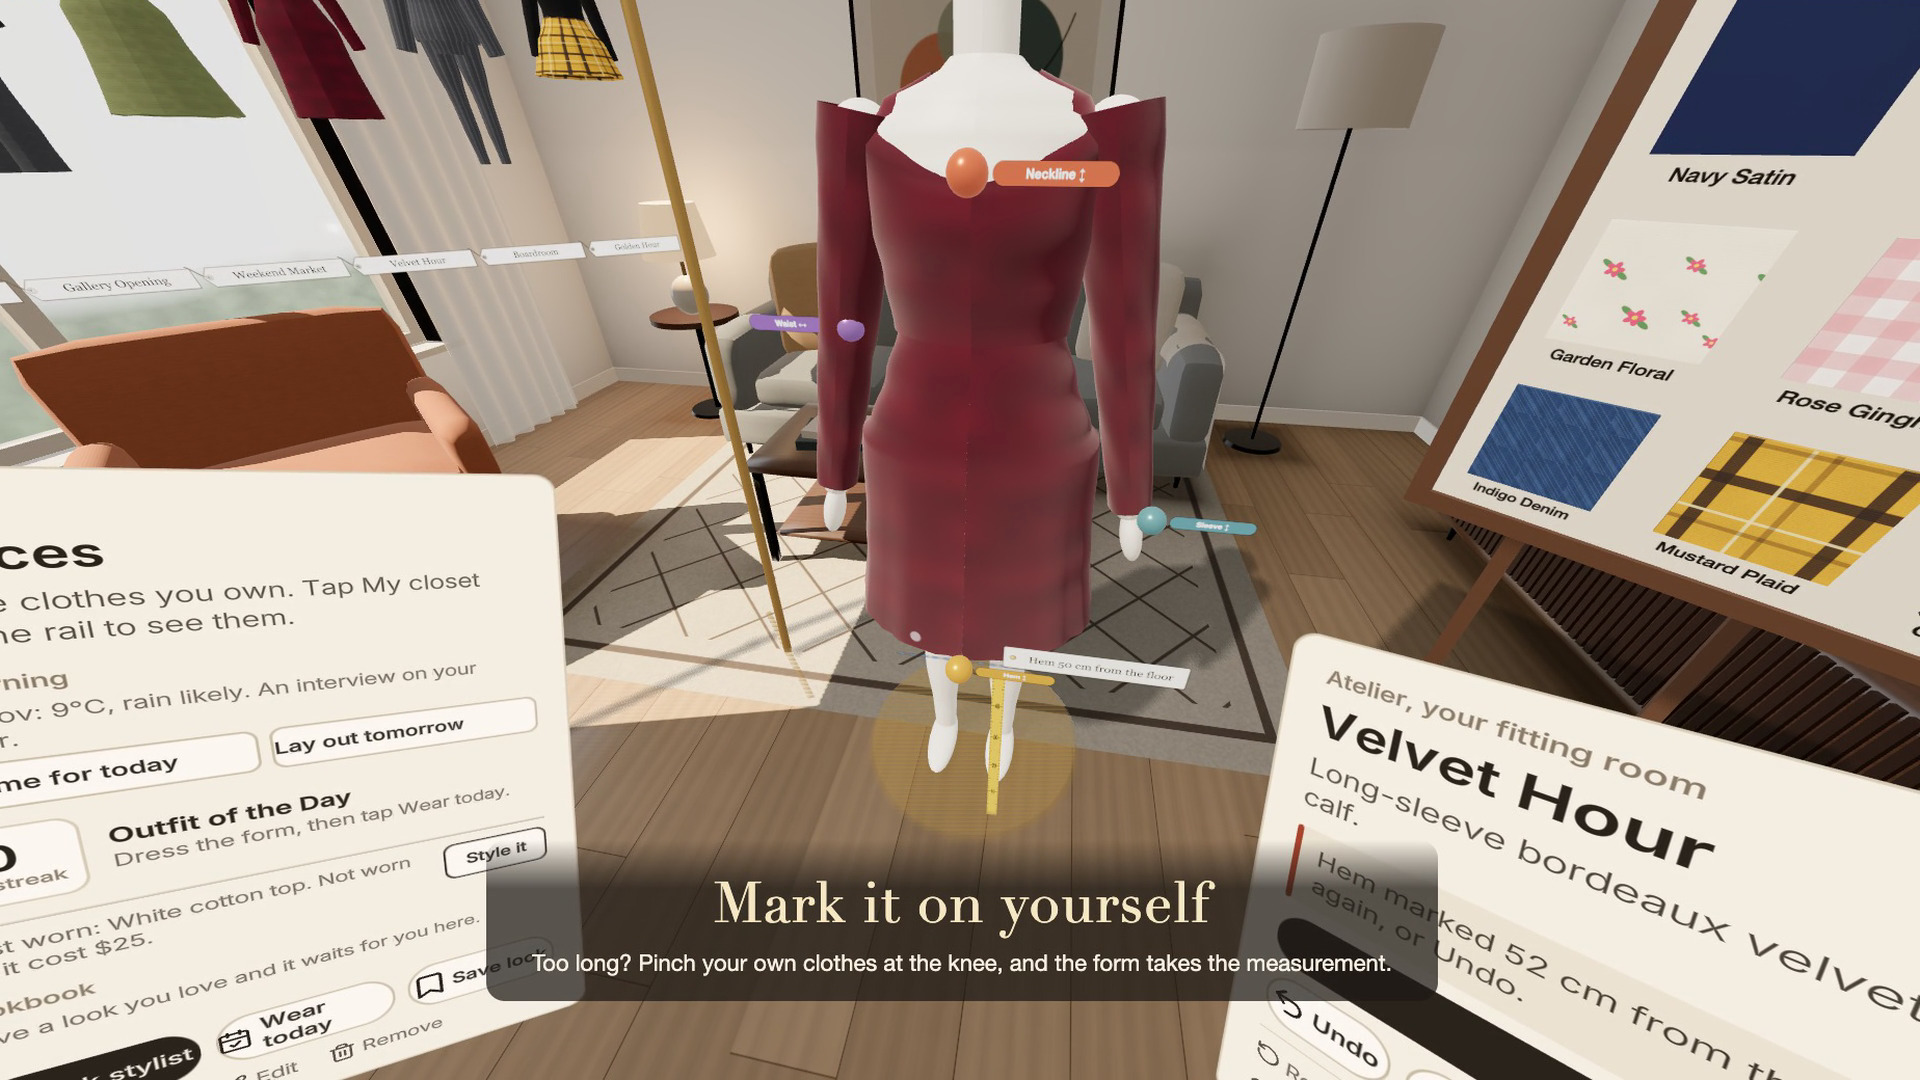 Navy Satin
Neckline ↕
Golden Hour
Boardroom
Velvet Hour
Weekend Market
Gallery Opening
Waist ↔
Garden Floral
Rose Gingh
Indigo Denim
Mustard Plaid
Sleeve ↕
Hem 50 cm from the floor
Hem ↕
ces
e clothes you own. Tap My closet
he rail to see them.
rning
ov: 9°C, rain likely. An interview on your
r.
me for today
Lay out tomorrow
Outfit of the Day
Dress the form, then tap Wear today.
streak
Style it
st worn: White cotton top. Not worn
it cost $25.
okbook
ve a look you love and it waits for you here.
Save look
Wear
today
k stylist
Edit
Remove
Atelier, your fitting room
Velvet Hour
Long-sleeve bordeaux velvet
calf.
Hem marked 52 cm from th
again, or Undo.
Undo
Mark it on yourself
Too long? Pinch your own clothes at the knee, and the form takes the measurement.